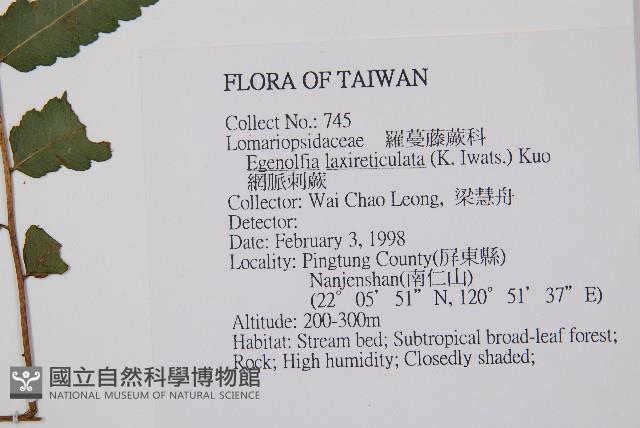 FLORA OF TAIWAN
Collect No.: 745
Lomariopsidaceae 羅蔓藤蕨科
Egenolfia laxireticulata (K. Iwats.) Kuo
網脈刺蕨
Collector: Wai Chao Leong, 梁慧舟
Detector:
Date: February 3, 1998
Locality: Pingtung County(屏東縣)
Nanjenshan(南仁山)
(22° 05’ 51” N, 120° 51’ 37” E)
Altitude: 200-300m
Habitat: Stream bed; Subtropical broad-leaf forest;
Rock; High humidity; Closedly shaded;
國立自然科學博物館
NATIONAL MUSEUM OF NATURAL SCIENCE